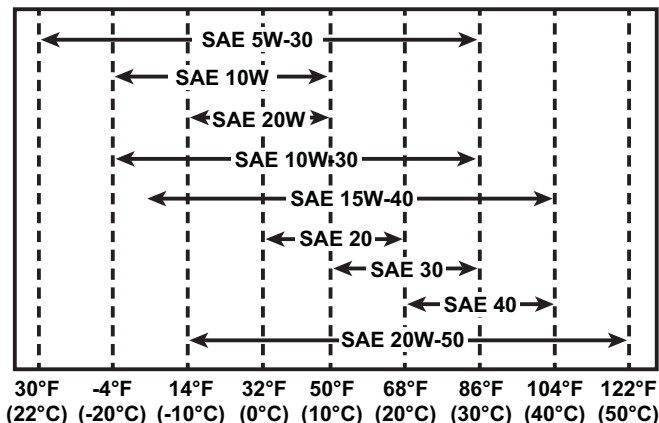 SAE 5W-30
SAE 10W
SAE 20W
SAE 10W-30
SAE 15W-40
SAE 20
SAE 30
SAE 40
SAE 20W-50
30°F -4°F 14°F 32°F 50°F 68°F 86°F 104°F 122°F
(22°C) (-20°C) (-10°C) (0°C) (10°C) (20°C) (30°C) (40°C) (50°C)